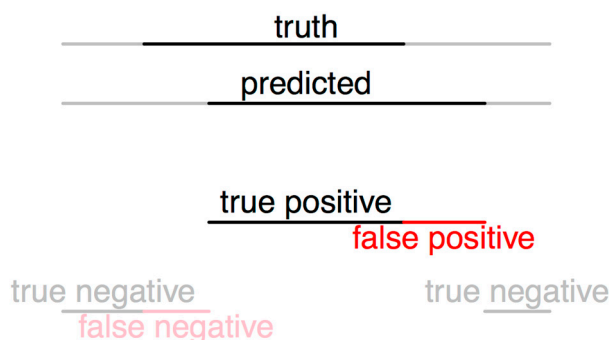 truth
predicted
true positive
false positive
true negative
true negative
false negative